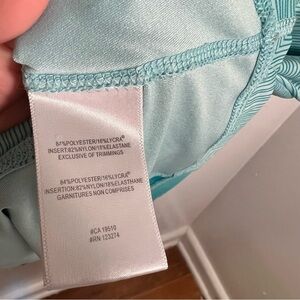 84%POLYESTER/16%LYCRA®
INSERT:82%NYLON/18%ELASTANE
EXCLUSIVE OF TRIMMINGS
84%POLYESTER/16%LYCRA®
INSERTION:82%NYLON/18%ELASTHANE
GARNITURES NON COMPRISES
#CA 19510
#RN 123274